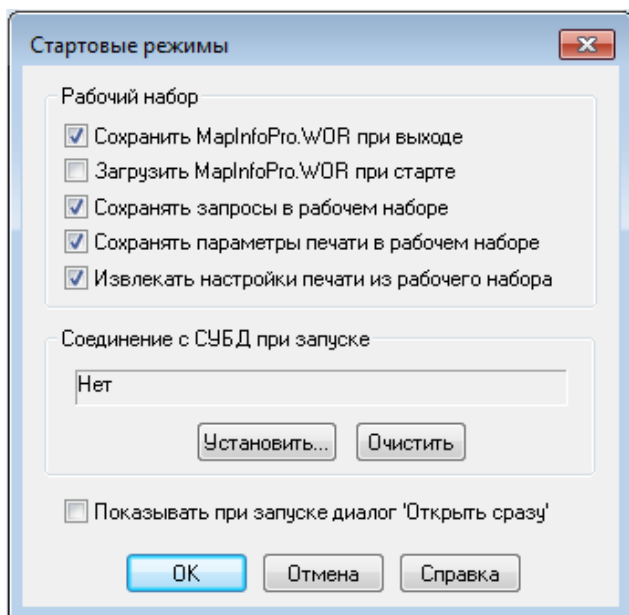 Стартовые режимы
Рабочий набор
Сохранить MapInfoPro.WOR при выходе
Загрузить MapInfoPro.WOR при старте
Сохранять запросы в рабочем наборе
Сохранять параметры печати в рабочем наборе
Извлекать настройки печати из рабочего набора
Соединение с СУБД при запуске
Нет
Установить... Очистить
Показывать при запуске диалог 'Открыть сразу'
OK Отмена Справка